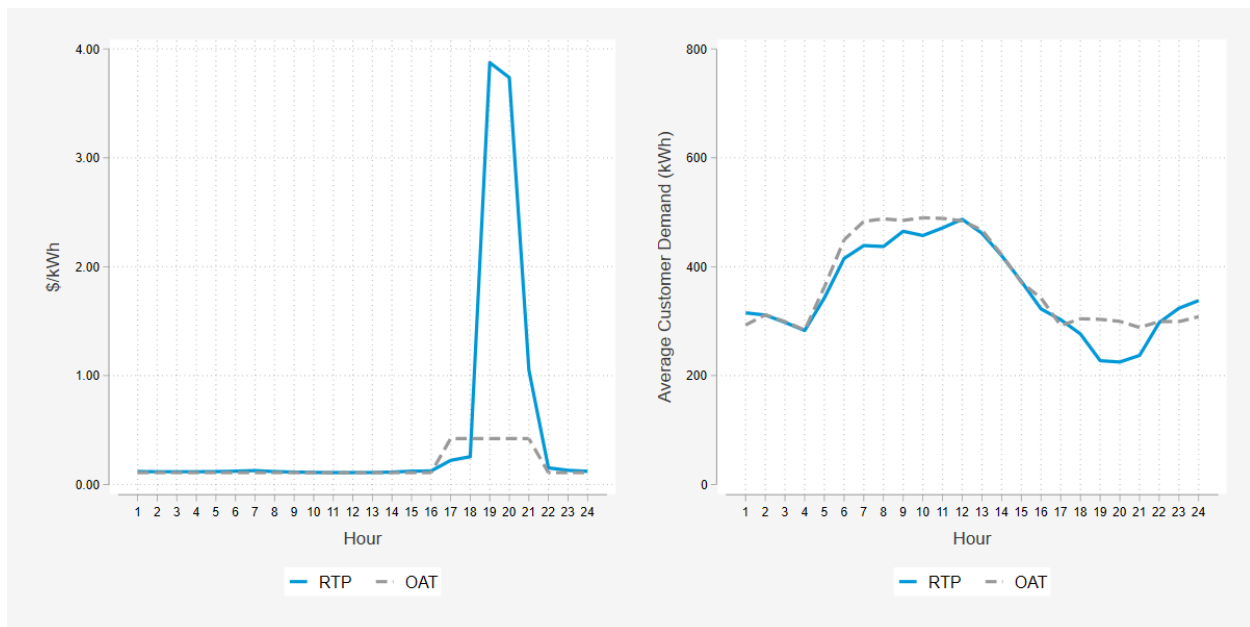 $/kWh
4.00
3.00
2.00
1.00
0.00
1 2 3 4 5 6 7 8 9 10 11 12 13 14 15 16 17 18 19 20 21 22 23 24
Hour
RTP OAT
Average Customer Demand (kWh)
800
600
400
200
0
1 2 3 4 5 6 7 8 9 10 11 12 13 14 15 16 17 18 19 20 21 22 23 24
Hour
RTP OAT